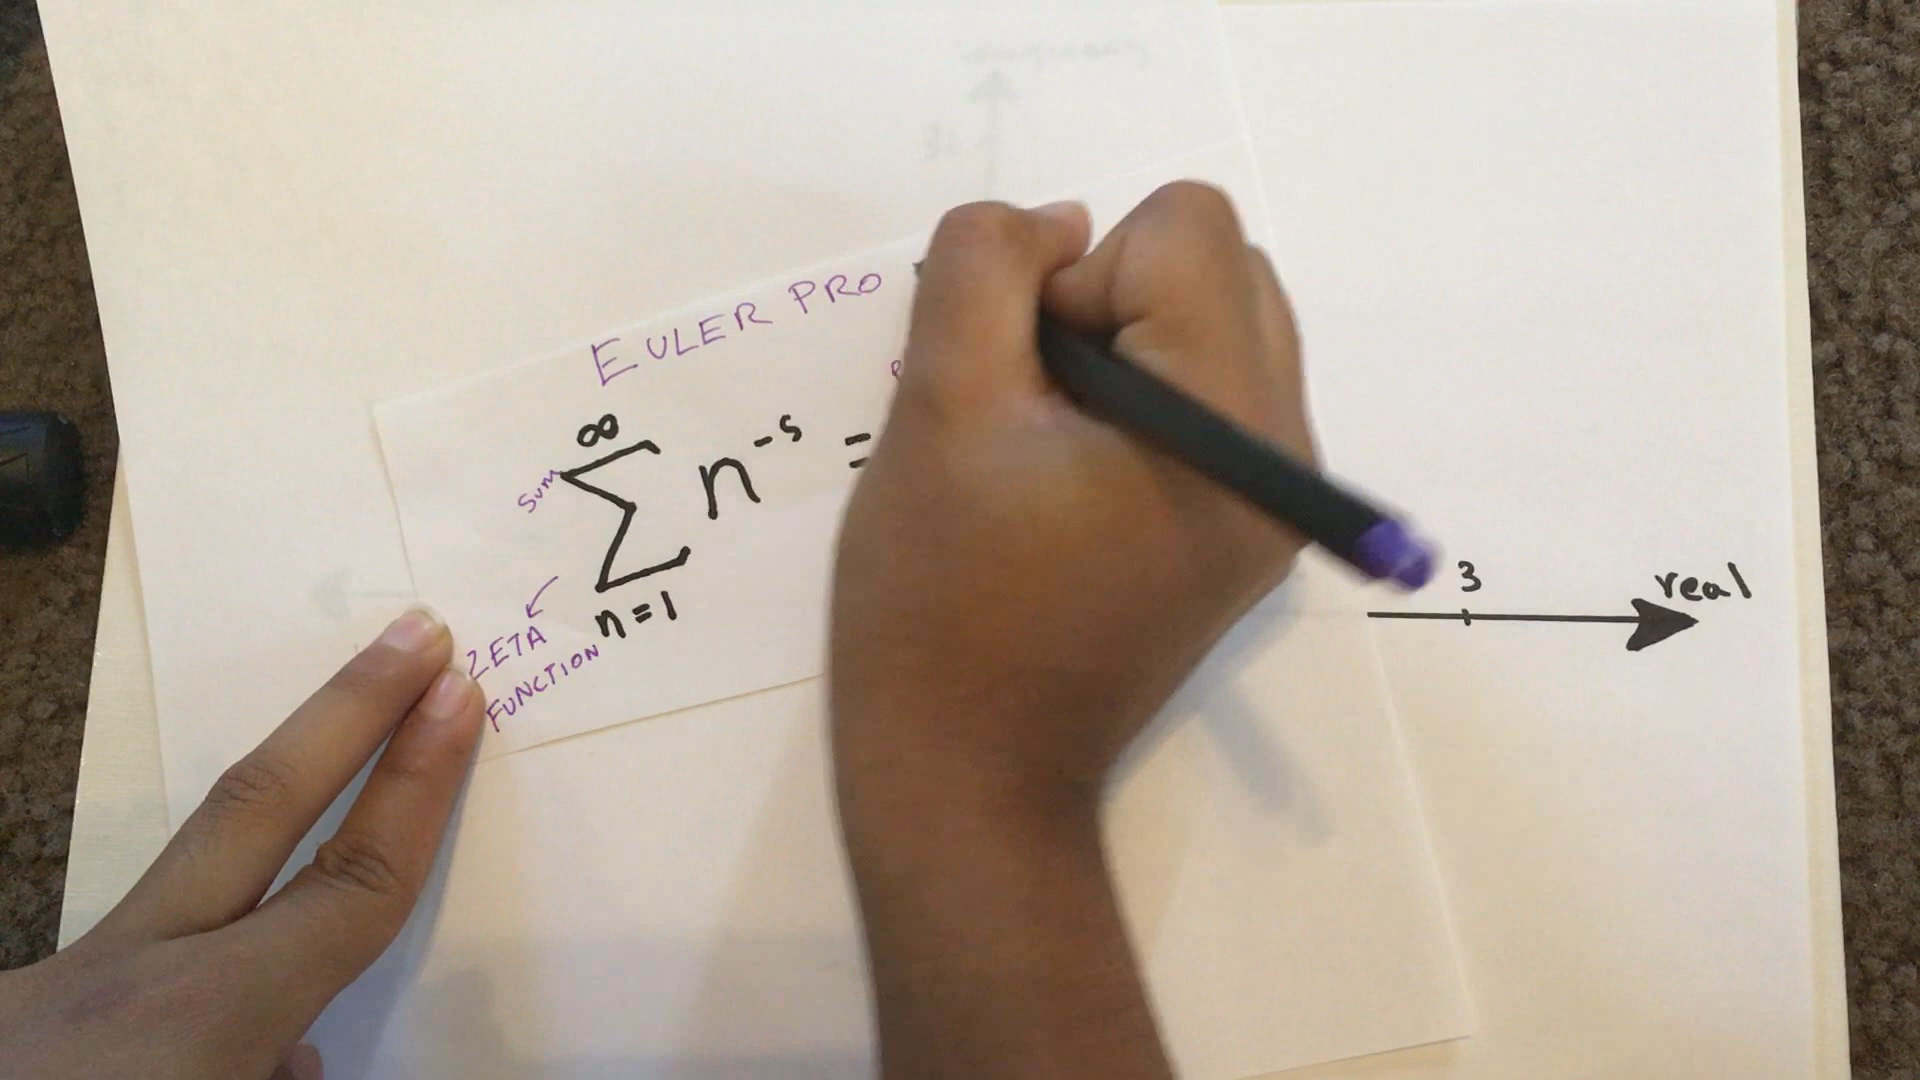 EULER PRO
∞
sum Σ n^-s =
n=1
ZETA
FUNCTION
3
real